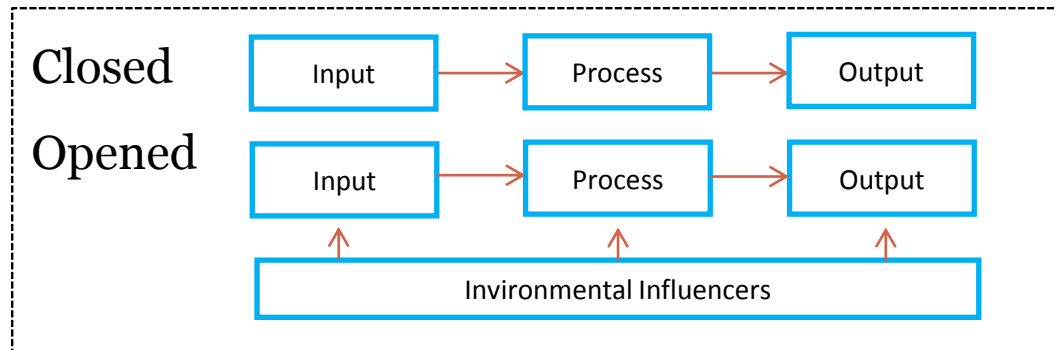 Closed
Input
Process
Output
Opened
Input
Process
Output
Invironmental Influencers